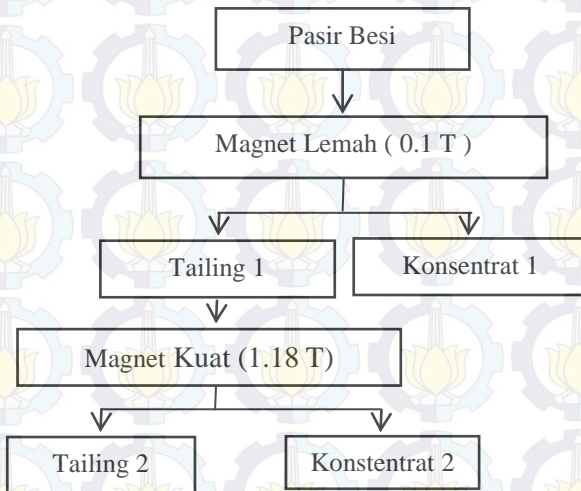 Pasir Besi
Magnet Lemah ( 0.1 T )
Tailing 1
Konsentrat 1
Magnet Kuat (1.18 T)
Tailing 2
Konstentrat 2